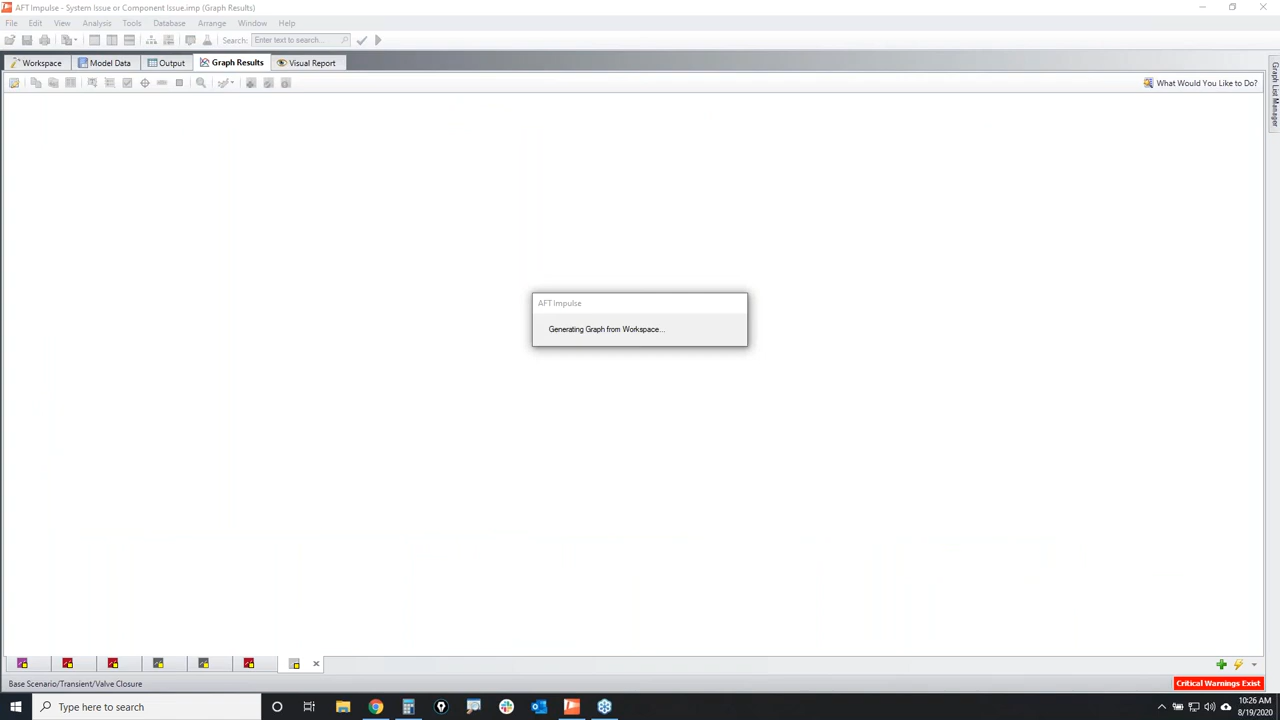 AFT Impulse - System Issue or Component Issue.imp (Graph Results)
File Edit View Analysis Tools Database Arrange Window Help
Search: Enter text to search...
Workspace Model Data Output Graph Results Visual Report
What Would You Like to Do?
Graph List Manager
AFT Impulse
Generating Graph from Workspace...
Base Scenario/Transient/Valve Closure
Critical Warnings Exist
Type here to search
10:26 AM
8/19/2020